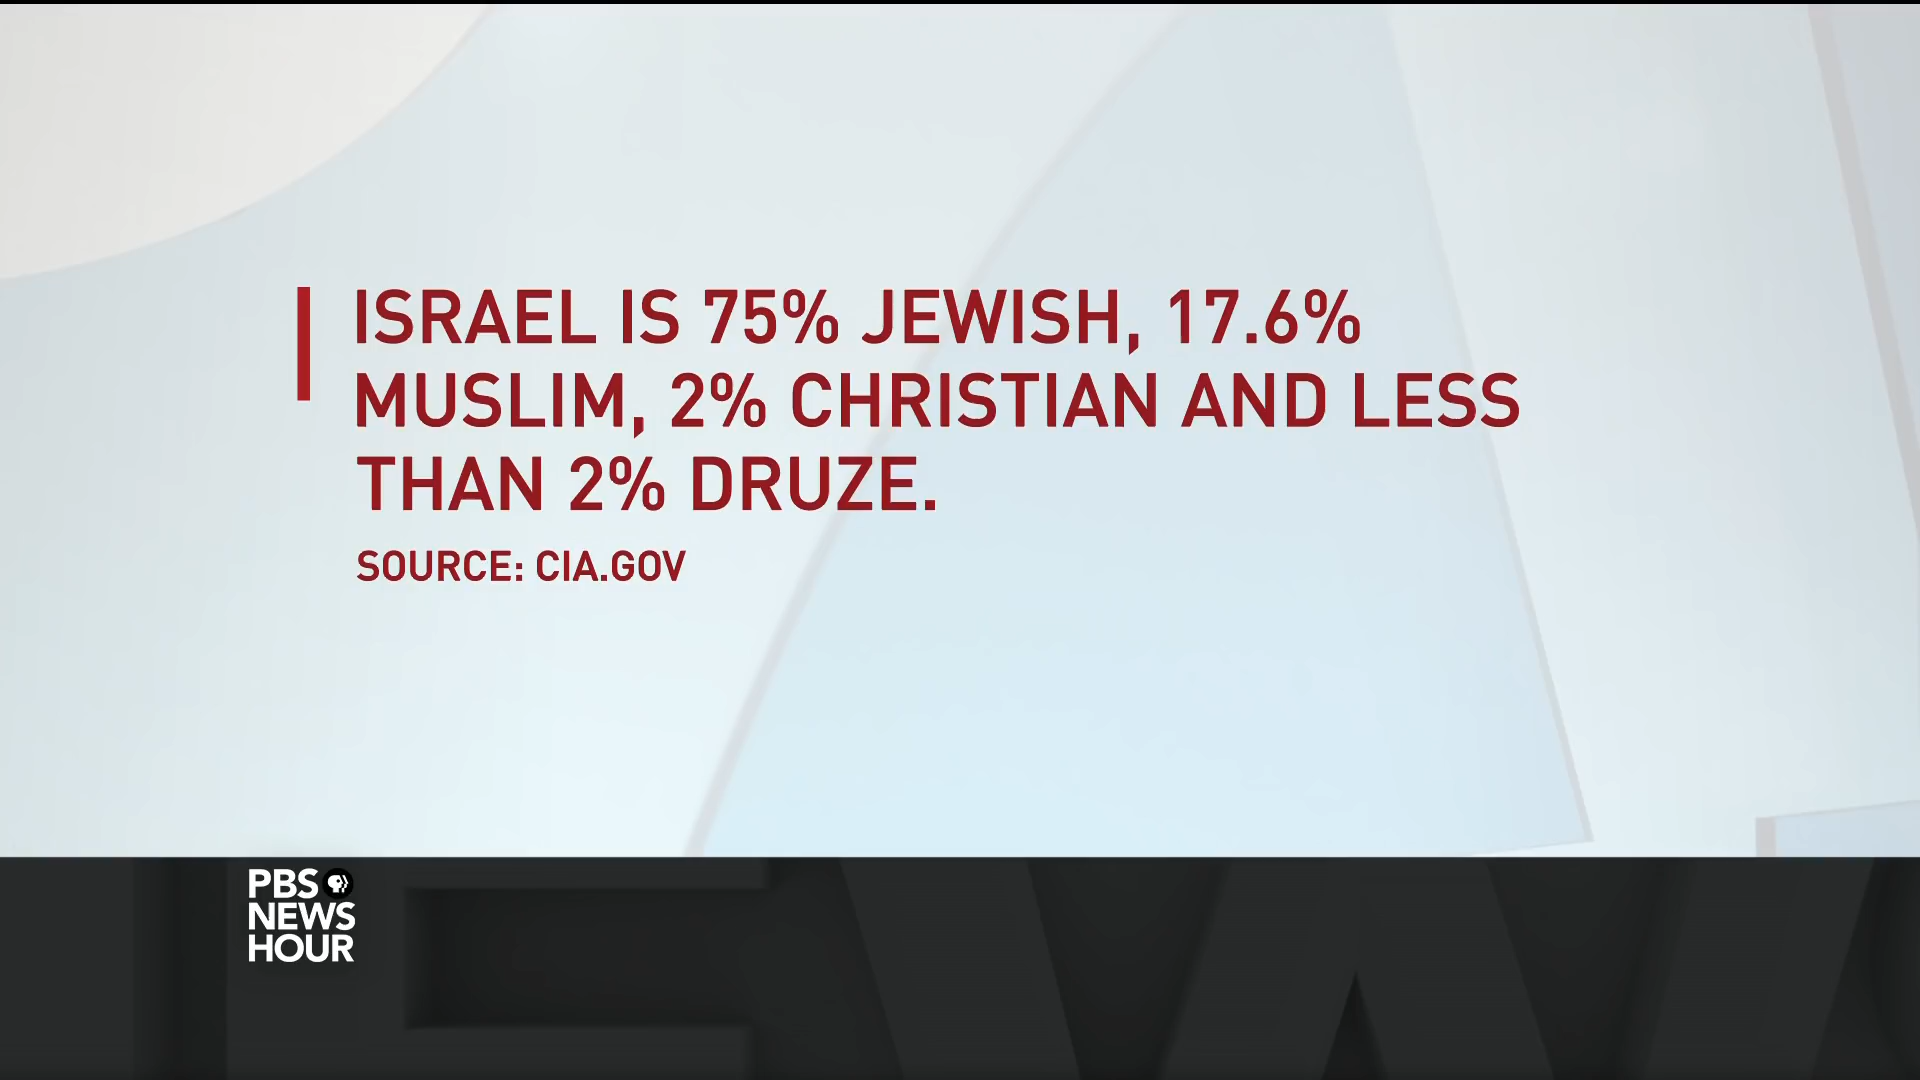 ISRAEL IS 75% JEWISH, 17.6%
MUSLIM, 2% CHRISTIAN AND LESS
THAN 2% DRUZE.
SOURCE: CIA.GOV
PBS
NEWS
HOUR